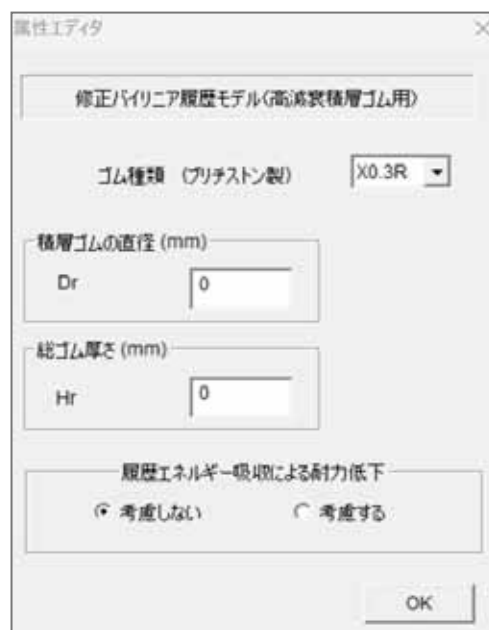 属性エディタ
修正バイリニア履歴モデル(高減衰積層ゴム用)
ゴム種類 (ブリチストン製) X0.3R
積層ゴムの直径 (mm)
Dr 0
総ゴム厚さ (mm)
Hr 0
履歴エネルギー吸収による耐力低下
考慮しない 考慮する
OK